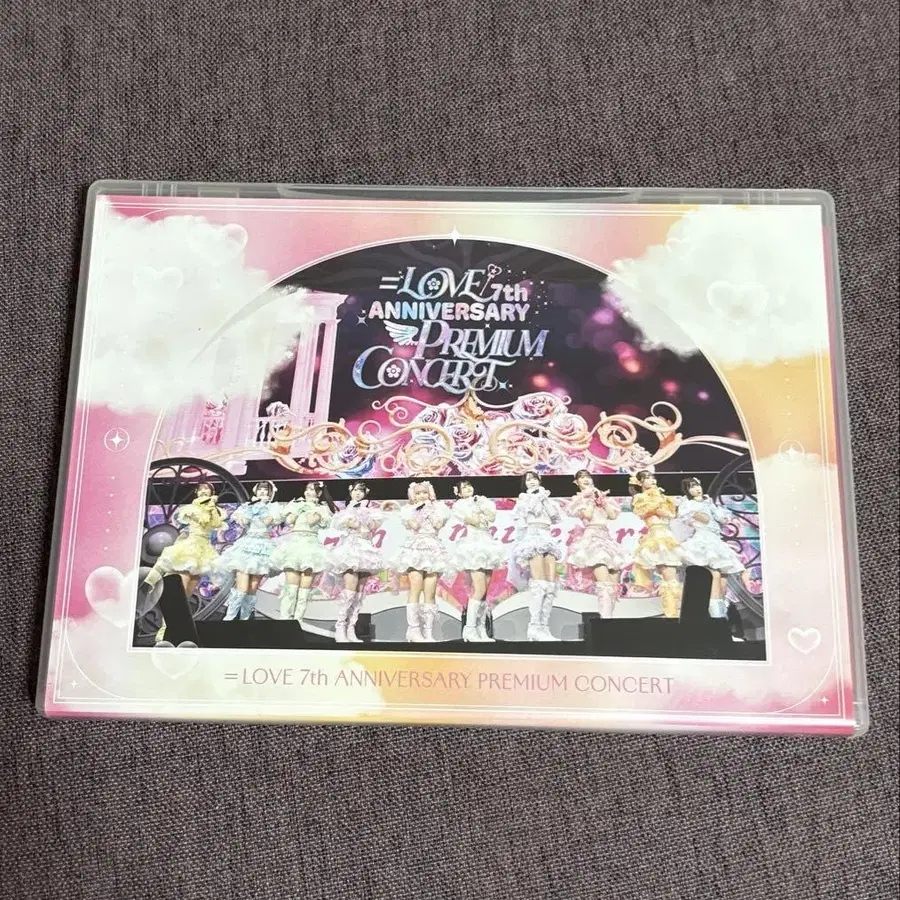 =LOVE 7th
ANNIVERSARY
PREMIUM
CONCERT
=LOVE 7th ANNIVERSARY PREMIUM CONCERT